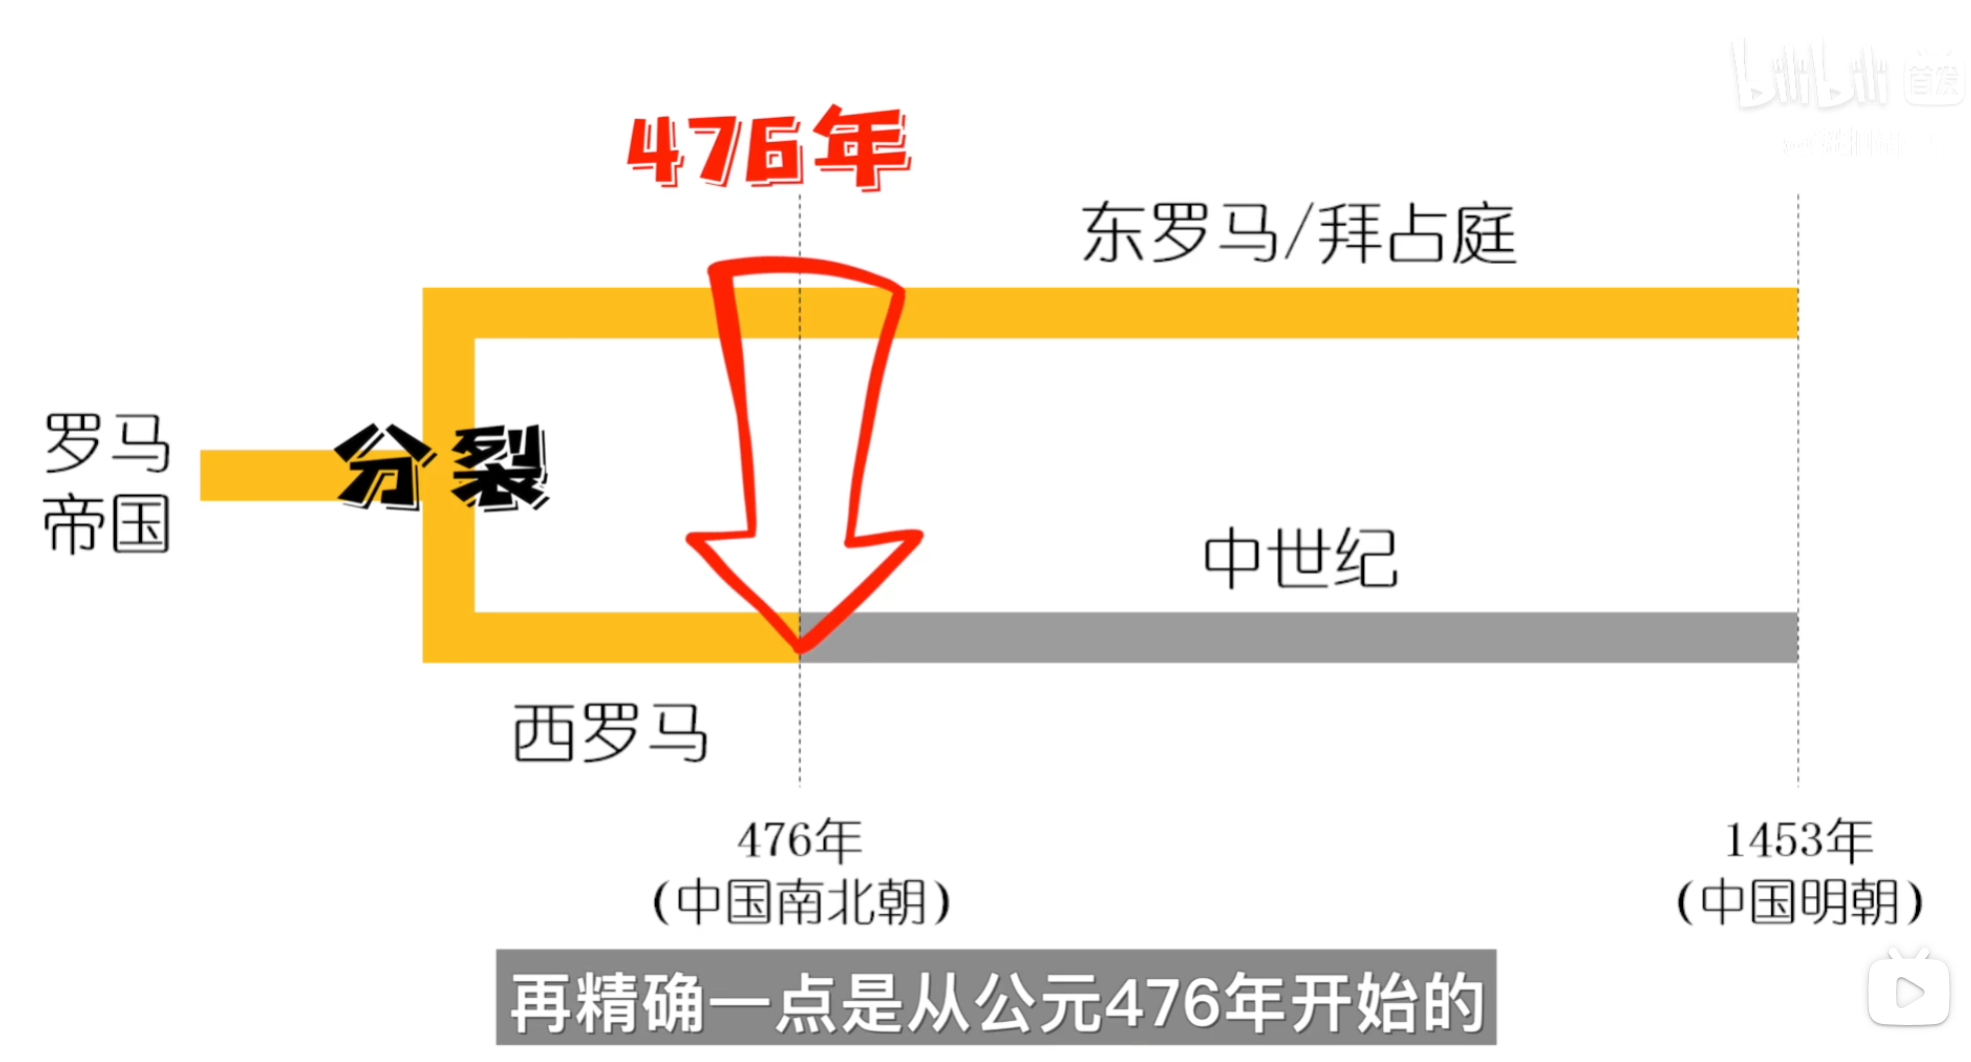 bilibili 首发
476年
东罗马/拜占庭
罗马
帝国
分裂
中世纪
西罗马
476年
(中国南北朝)
1453年
(中国明朝)
再精确一点是从公元476年开始的